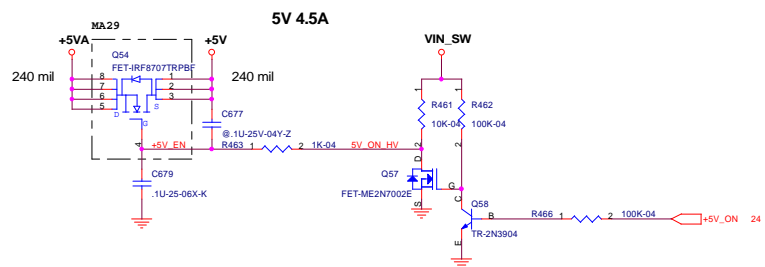 5V 4.5A
MA29
+5VA
+5V
VIN_SW
Q54
FET-IRF8707TRPBF
240 mil
240 mil
8
7
6
5
D
S
G
1
2
3
4
C677
@.1U-25V-04Y-Z
+5V_EN
R463
1
2
1K-04
5V_ON_HV
C679
.1U-25-06X-K
1
R461
10K-04
2
1
R462
100K-04
2
D
Q57
G
FET-ME2N7002E
S
C
Q58
B
TR-2N3904
E
R466
1
2
100K-04
+5V_ON
24